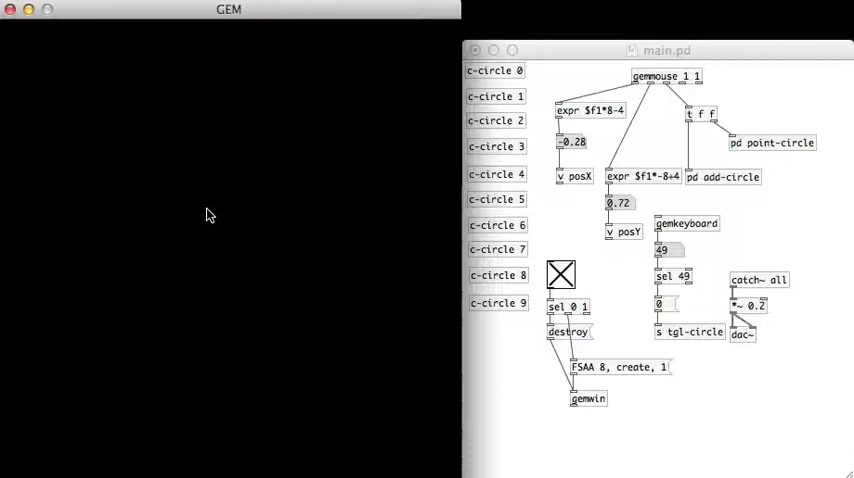 GEM
main.pd
c-circle 0
c-circle 1
c-circle 2
c-circle 3
c-circle 4
c-circle 5
c-circle 6
c-circle 7
c-circle 8
c-circle 9
gemmouse 1 1
expr $f1*8-4
t f f
-0.28
pd point-circle
v posX
expr $f1*-8+4
pd add-circle
0.72
gemkeyboard
v posY
49
sel 49
catch~ all
sel 0 1
0
*~ 0.2
destroy
s tgl-circle
dac~
FSAA 8, create, 1
gemwin